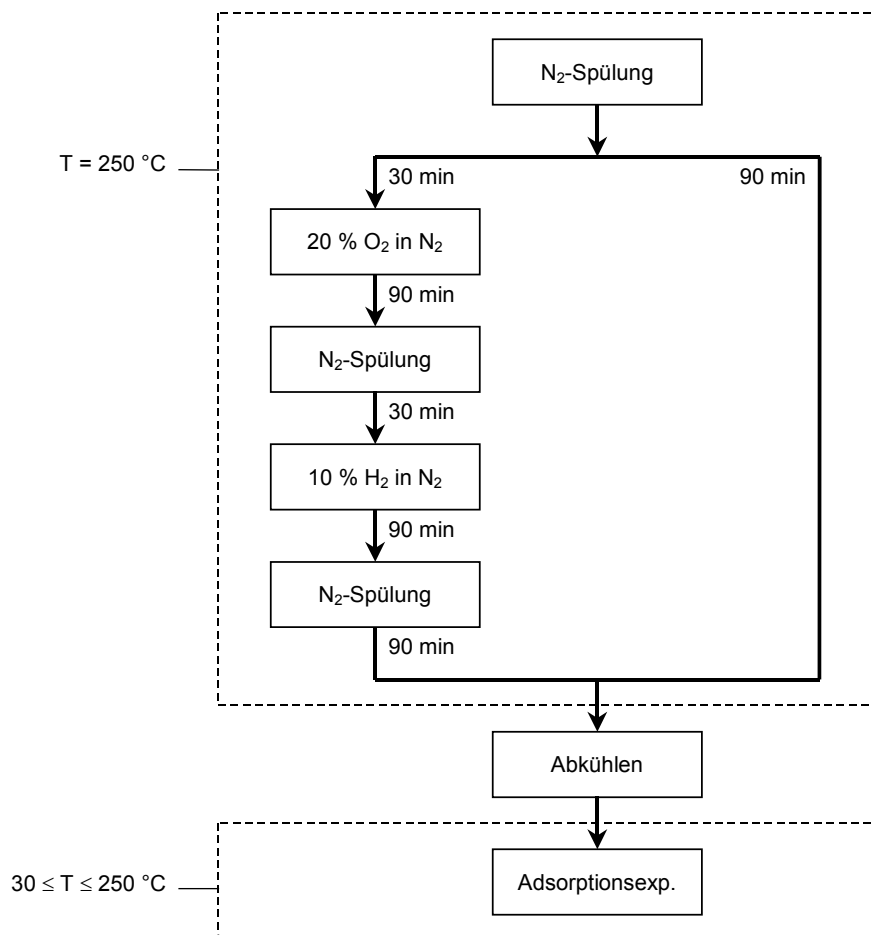 N₂-Spülung
T = 250 °C
30 min
90 min
20 % O₂ in N₂
90 min
N₂-Spülung
30 min
10 % H₂ in N₂
90 min
N₂-Spülung
90 min
Abkühlen
30 ≤ T ≤ 250 °C
Adsorptionsexp.